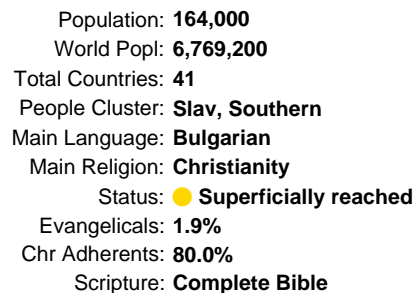 Population: 164,000
World Popl: 6,769,200
Total Countries: 41
People Cluster: Slav, Southern
Main Language: Bulgarian
Main Religion: Christianity
Status: Superficially reached
Evangelicals: 1.9%
Chr Adherents: 80.0%
Scripture: Complete Bible